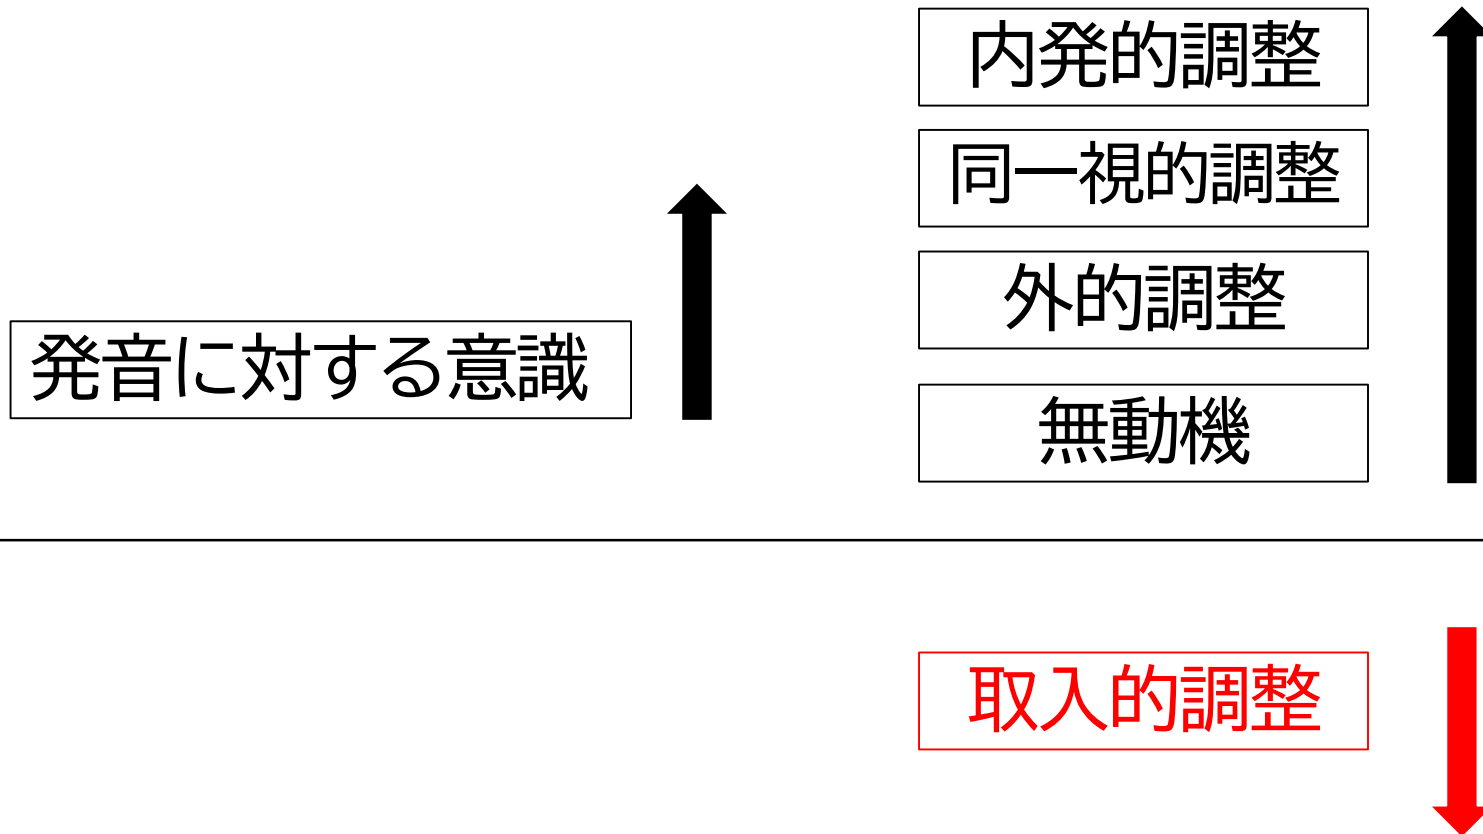 内発的調整
同一視的調整
外的調整
発音に対する意識
無動機
取入的調整